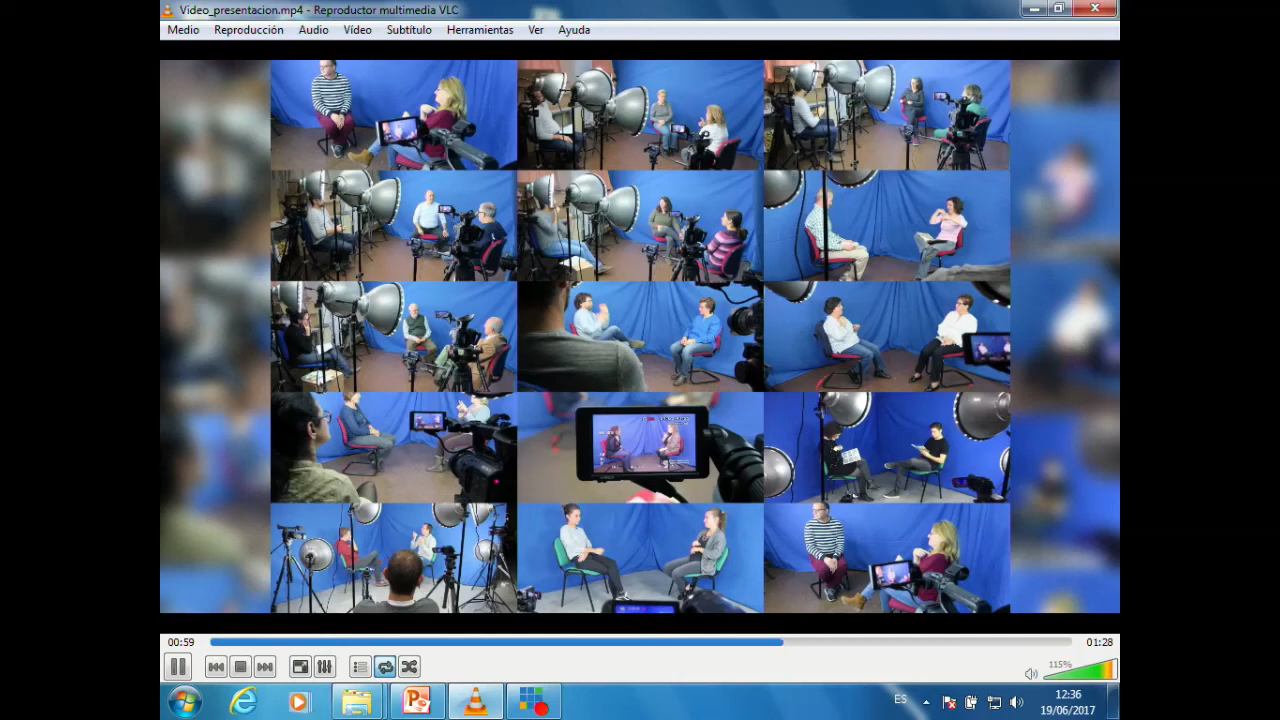 Video_presentacion.mp4 - Reproductor multimedia VLC
Medio Reproducción Audio Vídeo Subtítulo Herramientas Ver Ayuda
00:59 01:28
115%
ES 12:36
19/06/2017